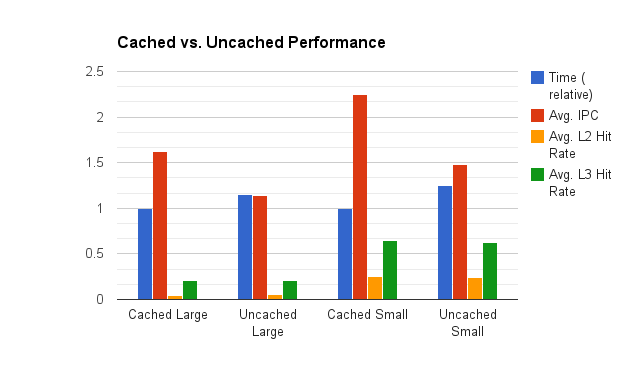 Cached vs. Uncached Performance
2.5
2
1.5
1
0.5
0
Cached Large
Uncached
Large
Cached Small
Uncached
Small
Time (
relative)
Avg. IPC
Avg. L2 Hit
Rate
Avg. L3 Hit
Rate